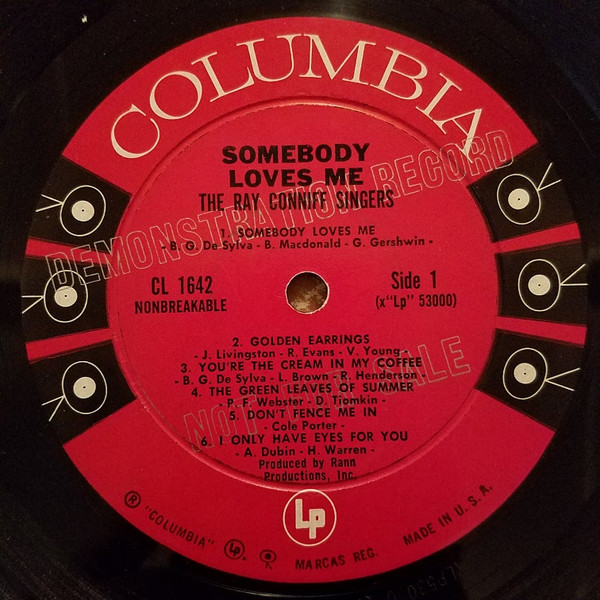 COLUMBIA
DEMONSTRATION RECORD
SOMEBODY
LOVES ME
THE RAY CONNIFF SINGERS
1. SOMEBODY LOVES ME
- B. G. De Sylva - B. Macdonald - G. Gershwin -
CL 1642
NONBREAKABLE
Side 1
(x"Lp" 53000)
2. GOLDEN EARRINGS
- J. Livingston - R. Evans - V. Young -
3. YOU'RE THE CREAM IN MY COFFEE
- B. G. De Sylva - L. Brown - R. Henderson -
4. THE GREEN LEAVES OF SUMMER
- P. F. Webster - D. Tiomkin -
5. DON'T FENCE ME IN
- Cole Porter -
6. I ONLY HAVE EYES FOR YOU
- A. Dubin - H. Warren -
Produced by Rann
Productions, Inc.
NOT FOR SALE
Lp
® "COLUMBIA" Lp ® MARCAS REG. MADE IN U.S.A.